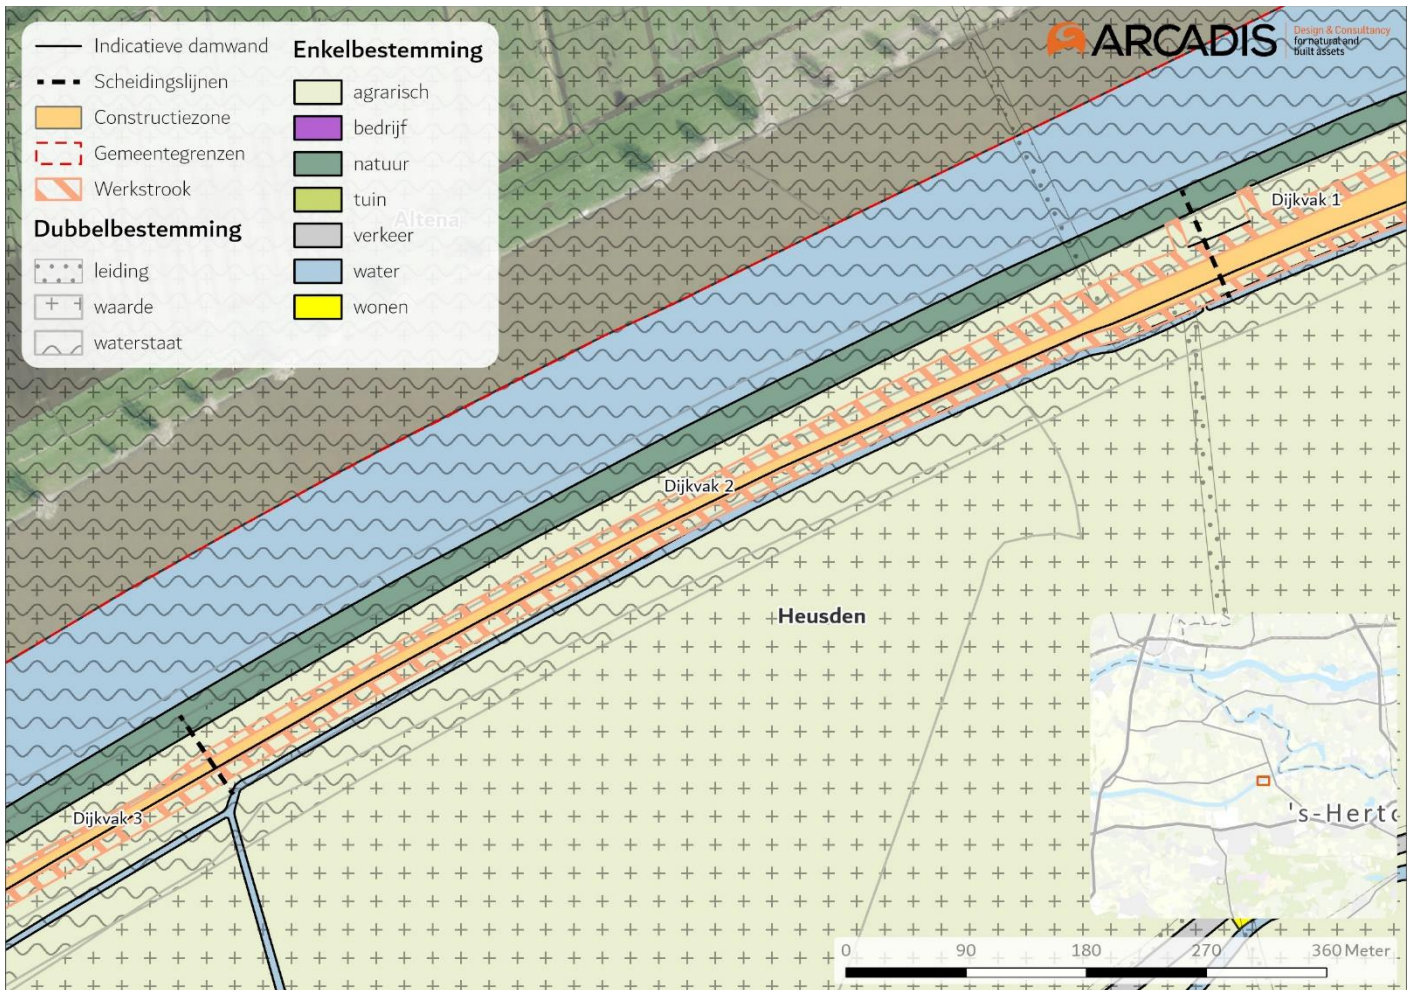 Indicatieve damwand
Scheidingslijnen
Constructiezone
Gemeentegrenzen
Werkstrook
Dubbelbestemming
leiding
waarde
waterstaat
Enkelbestemming
agrarisch
bedrijf
natuur
tuin
verkeer
water
wonen
ARCADIS
Design & Consultancy
for natural and
built assets
Altena
Dijkvak 1
Dijkvak 2
Heusden
Dijkvak 3
's-Herto
0 90 180 270 360 Meter